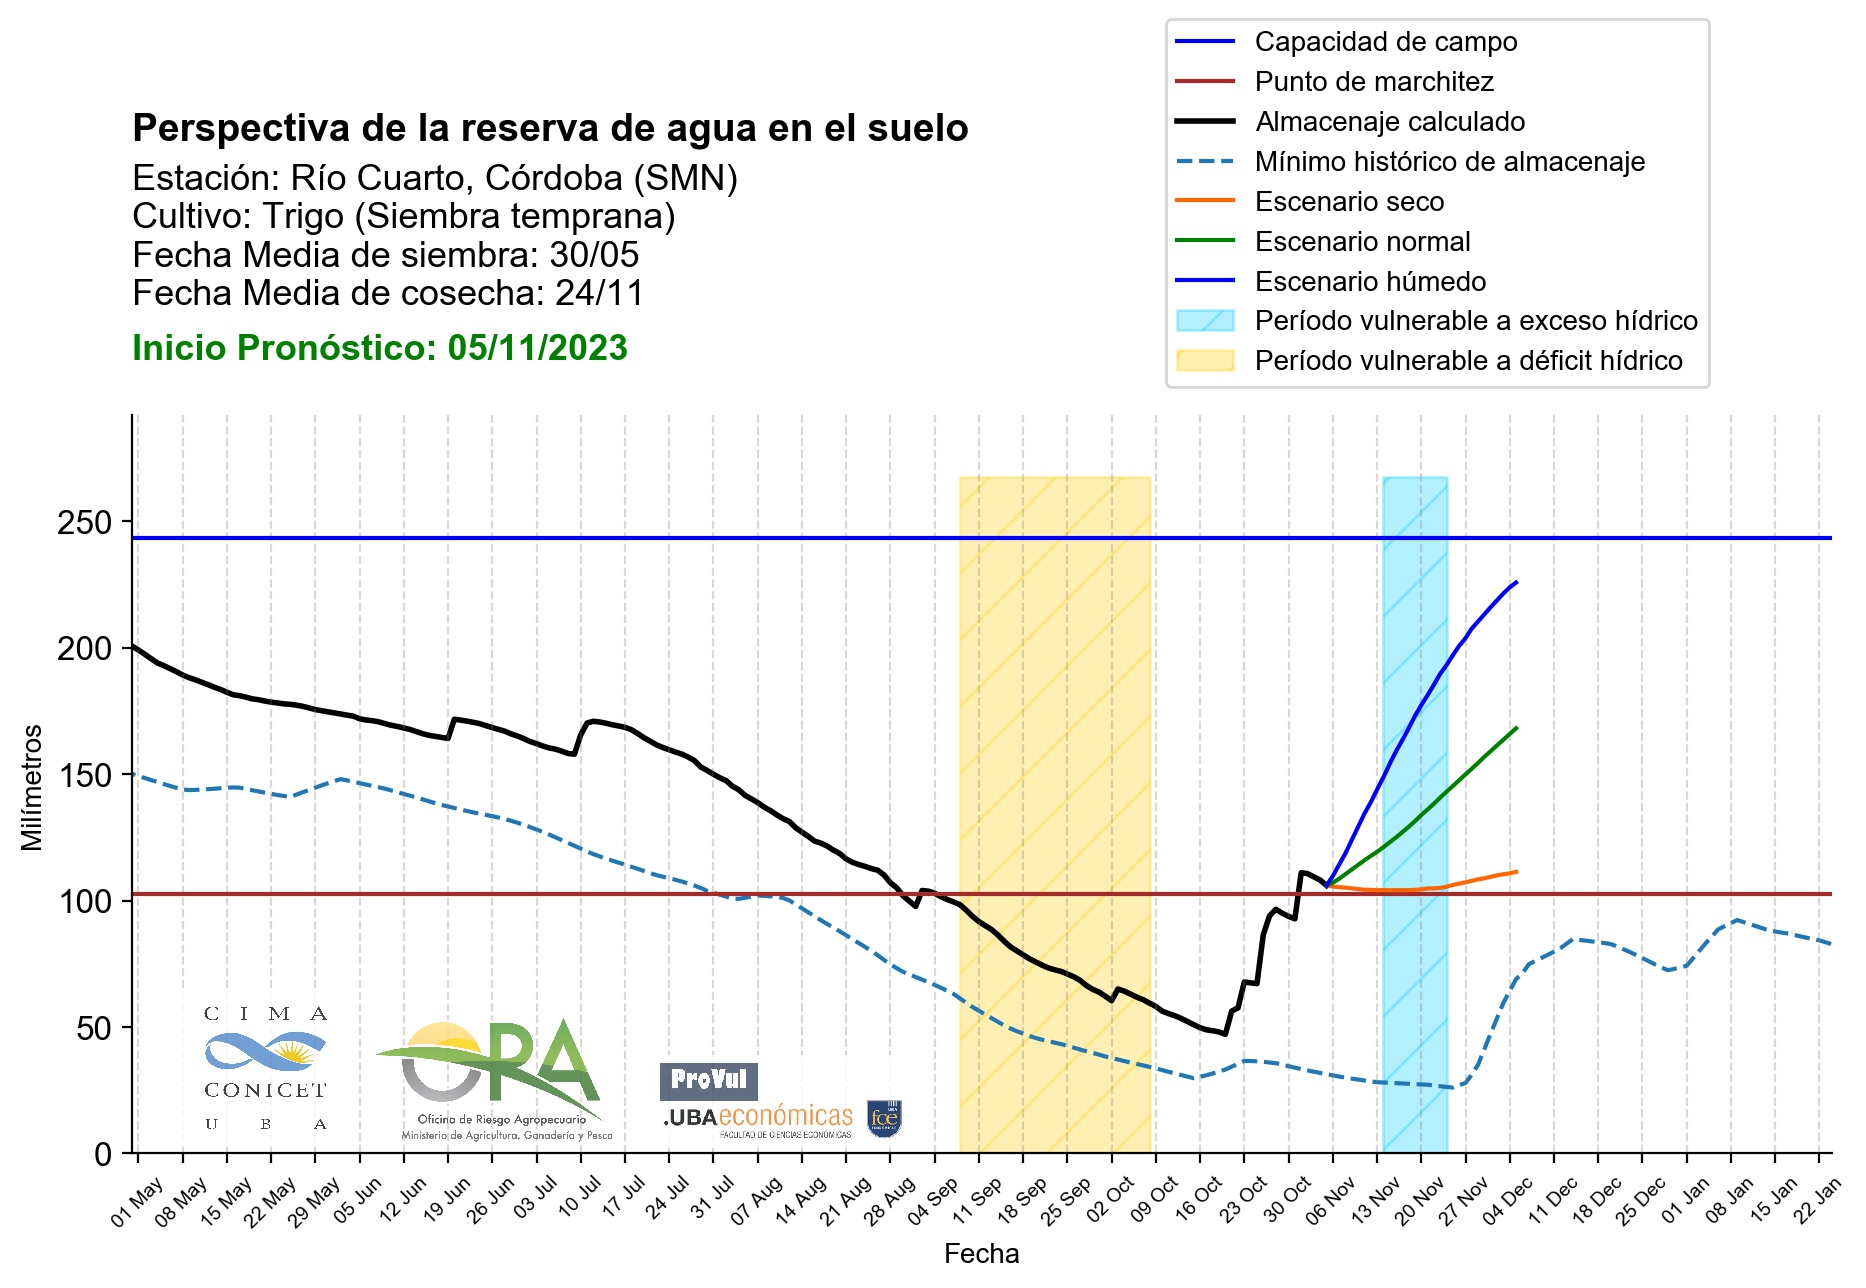 Capacidad de campo
Punto de marchitez
Almacenaje calculado
Mínimo histórico de almacenaje
Escenario seco
Escenario normal
Escenario húmedo
Período vulnerable a exceso hídrico
Período vulnerable a déficit hídrico
Perspectiva de la reserva de agua en el suelo
Estación: Río Cuarto, Córdoba (SMN)
Cultivo: Trigo (Siembra temprana)
Fecha Media de siembra: 30/05
Fecha Media de cosecha: 24/11
Inicio Pronóstico: 05/11/2023
250
200
150
100
50
0
Milímetros
CIMA
CONICET
UBA
ORA
Oficina de Riesgo Agropecuario
Ministerio de Agricultura, Ganadería y Pesca
ProVul
.UBAeconómicas
FACULTAD DE CIENCIAS ECONÓMICAS
fce
01 May
08 May
15 May
22 May
29 May
05 Jun
12 Jun
19 Jun
26 Jun
03 Jul
10 Jul
17 Jul
24 Jul
31 Jul
07 Aug
14 Aug
21 Aug
28 Aug
04 Sep
11 Sep
18 Sep
25 Sep
02 Oct
09 Oct
16 Oct
23 Oct
30 Oct
06 Nov
13 Nov
20 Nov
27 Nov
04 Dec
11 Dec
18 Dec
25 Dec
01 Jan
08 Jan
15 Jan
22 Jan
Fecha